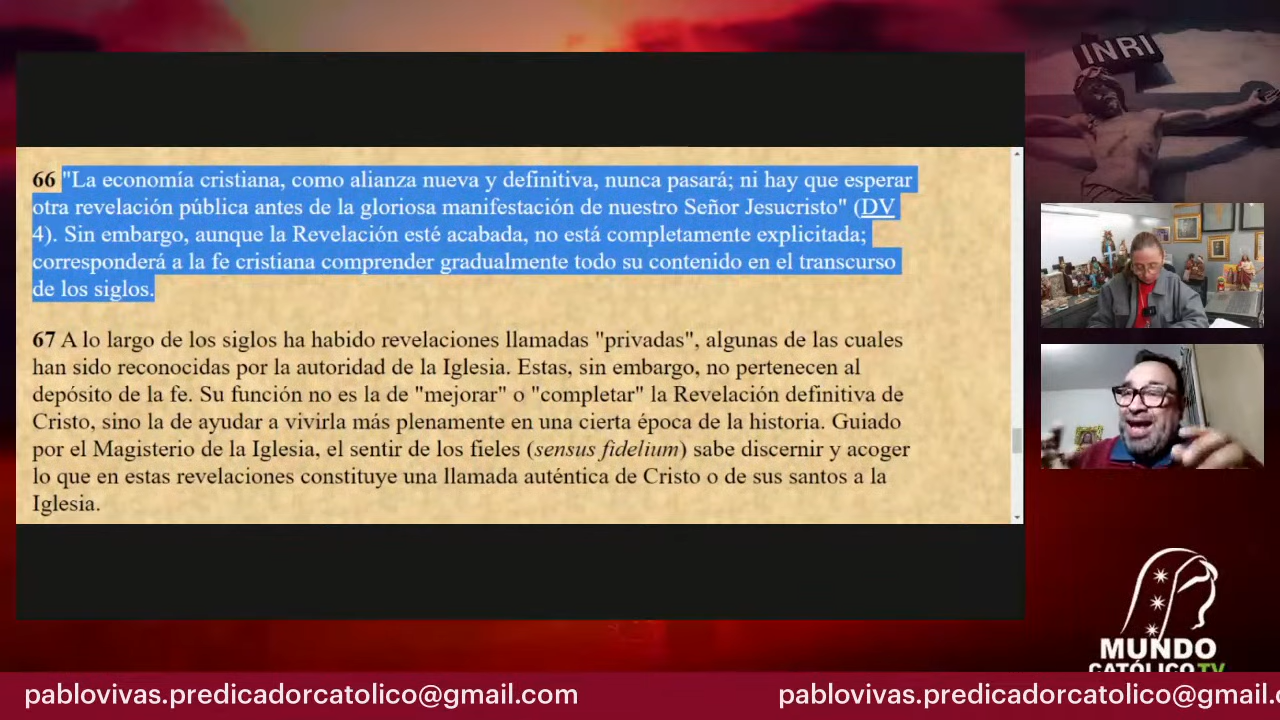 INRI
66 "La economía cristiana, como alianza nueva y definitiva, nunca pasará; ni hay que esperar
otra revelación pública antes de la gloriosa manifestación de nuestro Señor Jesucristo" (DV
4). Sin embargo, aunque la Revelación esté acabada, no está completamente explicitada;
corresponderá a la fe cristiana comprender gradualmente todo su contenido en el transcurso
de los siglos.
67 A lo largo de los siglos ha habido revelaciones llamadas "privadas", algunas de las cuales
han sido reconocidas por la autoridad de la Iglesia. Estas, sin embargo, no pertenecen al
depósito de la fe. Su función no es la de "mejorar" o "completar" la Revelación definitiva de
Cristo, sino la de ayudar a vivirla más plenamente en una cierta época de la historia. Guiado
por el Magisterio de la Iglesia, el sentir de los fieles (sensus fidelium) sabe discernir y acoger
lo que en estas revelaciones constituye una llamada auténtica de Cristo o de sus santos a la
Iglesia.
MUNDO
CATÓLICO TV
pablovivas.predicadorcatolico@gmail.com
pablovivas.predicadorcatolico@gmail.c